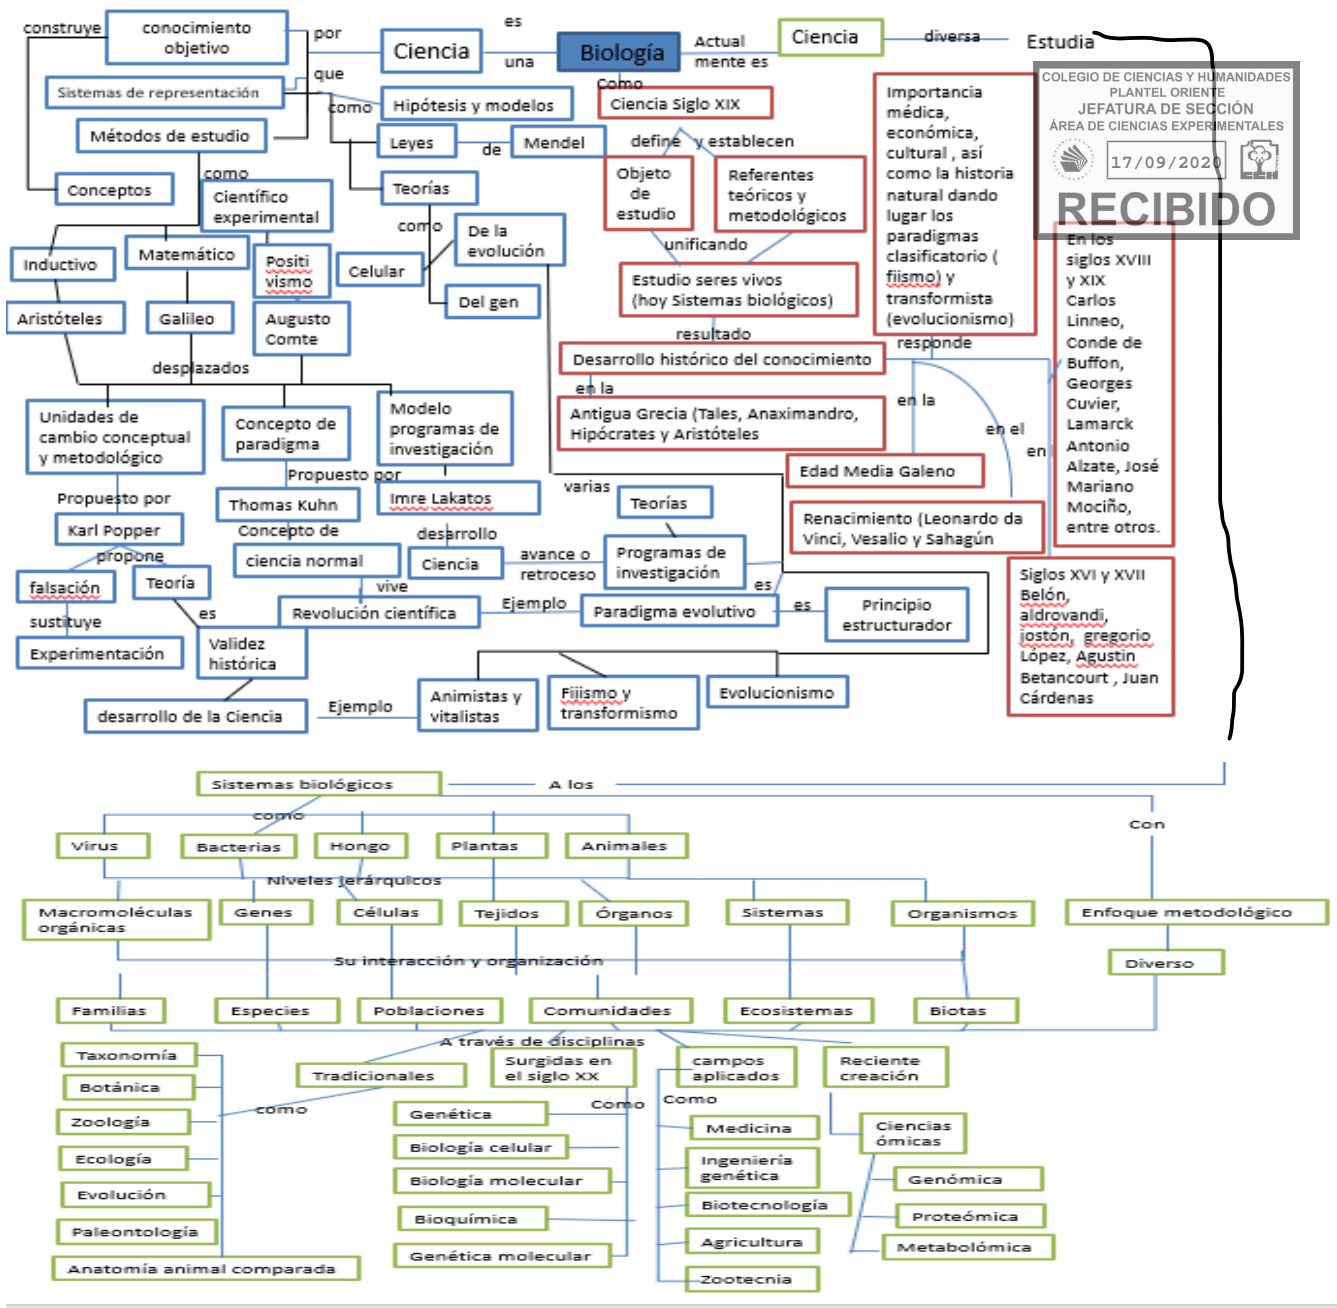 construye
conocimiento
objetivo
por
que
Ciencia
es
una
Biología
Actual
mente es
Ciencia
diversa
Estudia
COLEGIO DE CIENCIAS Y HUMANIDADES
PLANTEL ORIENTE
JEFATURA DE SECCIÓN
ÁREA DE CIENCIAS EXPERIMENTALES
17/09/2020
RECIBIDO
Sistemas de representación
como
Hipótesis y modelos
Como
Ciencia Siglo XIX
Métodos de estudio
Leyes
de
Mendel
define
y establecen
Conceptos
como
Científico
experimental
Teorías
Objeto
de
estudio
Referentes
teóricos y
metodológicos
Importancia
médica,
económica,
cultural , así
como la historia
natural dando
lugar los
paradigmas
clasificatorio (
fiismo) y
transformista
(evolucionismo)
como
De la
evolución
Celular
Del gen
unificando
Inductivo
Matemático
Positi
vismo
Estudio seres vivos
(hoy Sistemas biológicos)
Aristóteles
Galileo
Augusto
Comte
resultado
responde
Desarrollo histórico del conocimiento
En los
siglos XVIII
y XIX
Carlos
Linneo,
Conde de
Buffon,
Georges
Cuvier,
Lamarck
Antonio
Alzate, José
Mariano
Mociño,
entre otros.
desplazados
en la
Antigua Grecia (Tales, Anaximandro,
Hipócrates y Aristóteles
en la
en el
en
Unidades de
cambio conceptual
y metodológico
Concepto de
paradigma
Modelo
programas de
investigación
Edad Media Galeno
Propuesto por
Propuesto por
Karl Popper
Thomas Kuhn
Imre Lakatos
varias
Teorías
Renacimiento (Leonardo da
Vinci, Vesalio y Sahagún
propone
Concepto de
desarrollo
falsación
Teoría
ciencia normal
Ciencia
avance o
retroceso
Programas de
investigación
Siglos XVI y XVII
Belón,
aldrovandi,
jostón, gregorio
López, Agustin
Betancourt , Juan
Cárdenas
sustituye
es
vive
Revolución científica
Ejemplo
Paradigma evolutivo
es
es
Principio
estructurador
Experimentación
Validez
histórica
desarrollo de la Ciencia
Ejemplo
Animistas y
vitalistas
Fijismo y
transformismo
Evolucionismo
Sistemas biológicos
A los
como
Con
Virus
Bacterias
Hongo
Plantas
Animales
Niveles jerárquicos
Macromoléculas
orgánicas
Genes
Células
Tejidos
Órganos
Sistemas
Organismos
Enfoque metodológico
Su interacción y organización
Diverso
Familias
Especies
Poblaciones
Comunidades
Ecosistemas
Biotas
A través de disciplinas
Taxonomía
Botánica
Zoología
Ecología
Evolución
Paleontología
Anatomía animal comparada
Tradicionales
como
Surgidas en
el siglo XX
Como
Genética
Biología celular
Biología molecular
Bioquímica
Genética molecular
campos
aplicados
Como
Medicina
Ingeniería
genética
Biotecnología
Agricultura
Zootecnia
Reciente
creación
Ciencias
ómicas
Genómica
Proteómica
Metabolómica